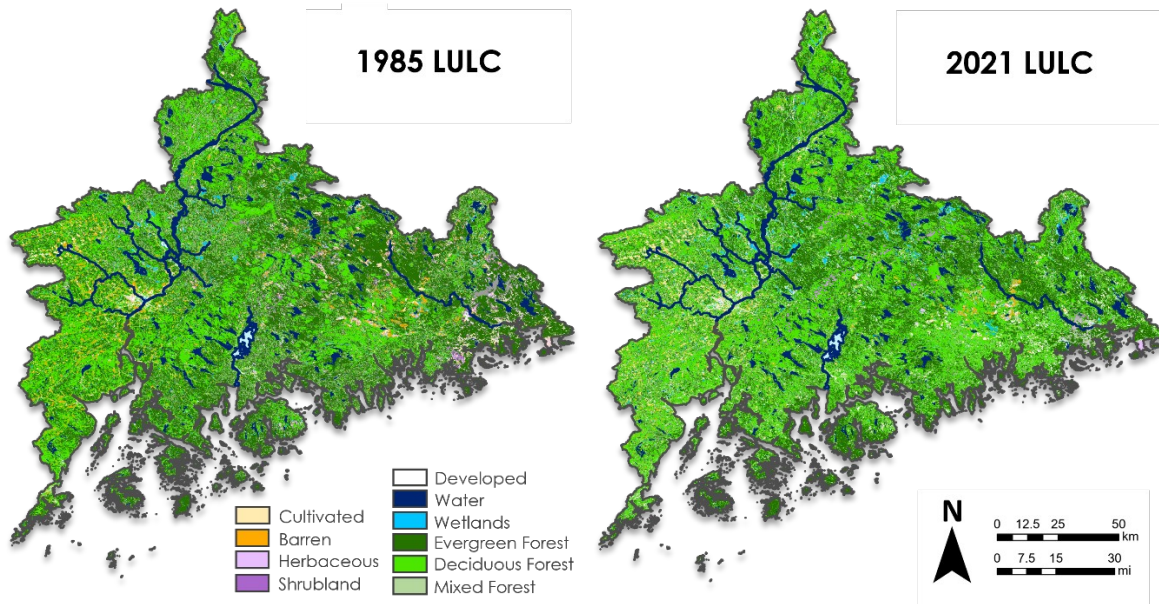 1985 LULC
2021 LULC
Cultivated
Barren
Herbaceous
Shrubland
Developed
Water
Wetlands
Evergreen Forest
Deciduous Forest
Mixed Forest
N
0 12.5 25 50
km
0 7.5 15 30
mi